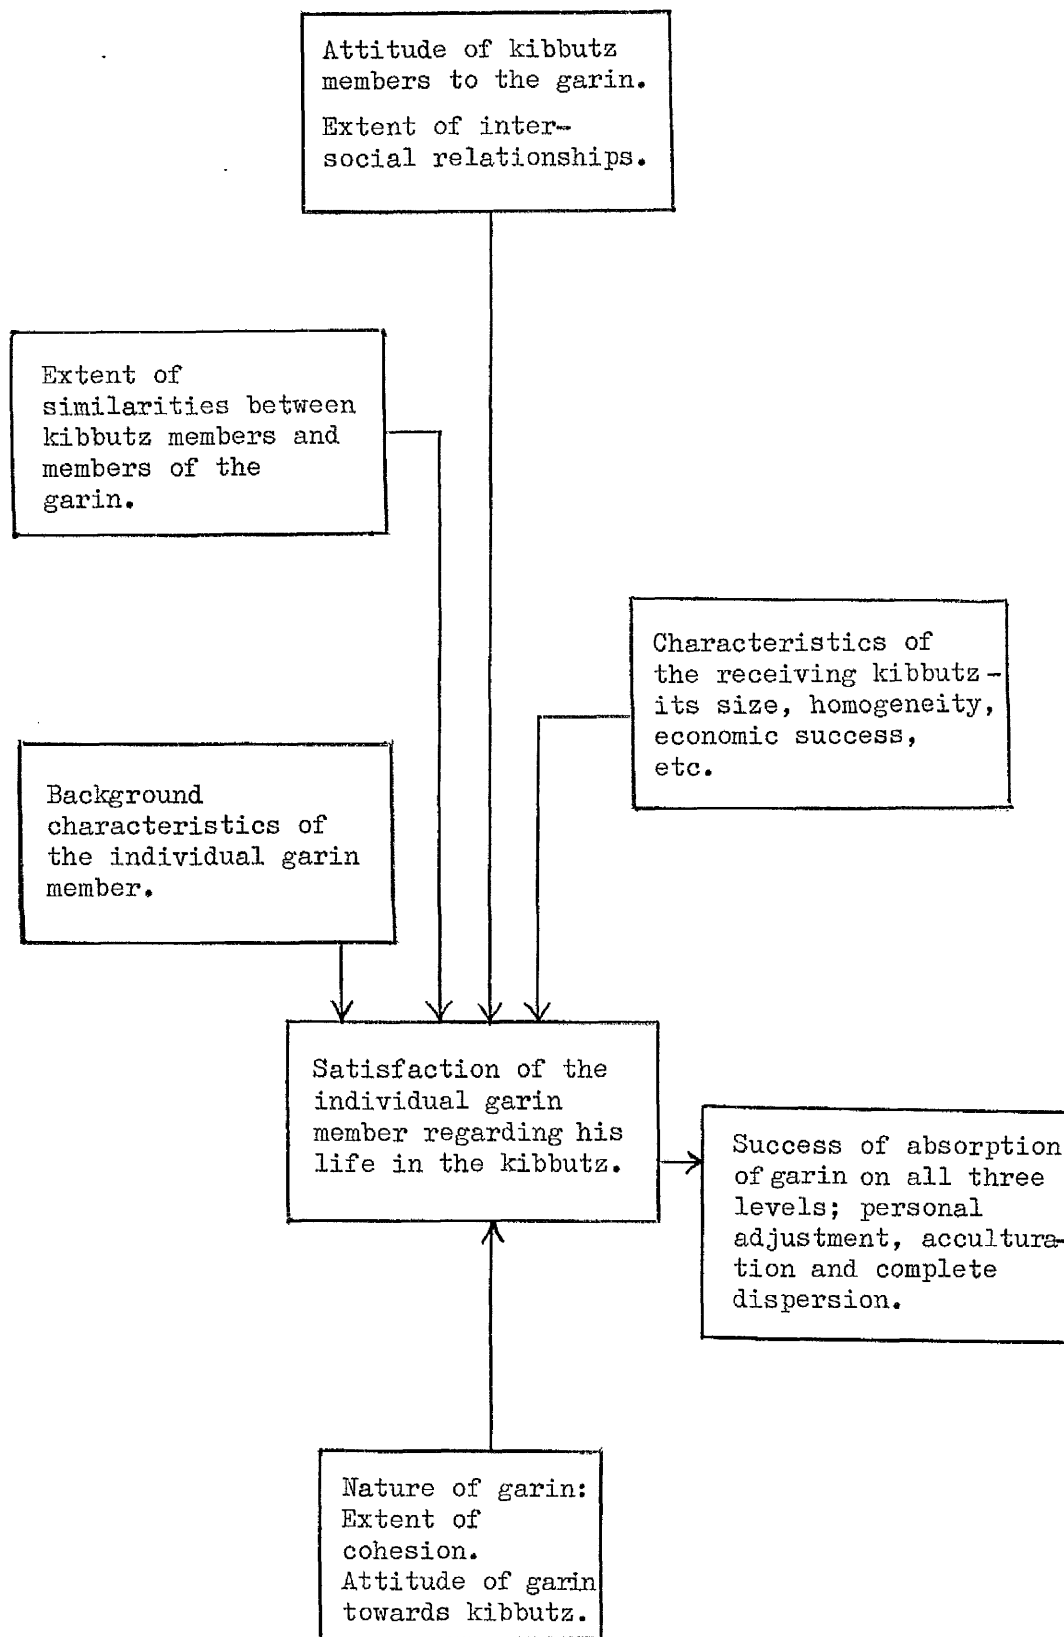 Attitude of kibbutz
members to the garin.
Extent of inter-
social relationships.
Extent of
similarities between
kibbutz members and
members of the
garin.
Characteristics of
the receiving kibbutz -
its size, homogeneity,
economic success,
etc.
Background
characteristics of
the individual garin
member.
Satisfaction of the
individual garin
member regarding his
life in the kibbutz.
Success of absorption
of garin on all three
levels; personal
adjustment, accultura-
tion and complete
dispersion.
Nature of garin:
Extent of
cohesion.
Attitude of garin
towards kibbutz.